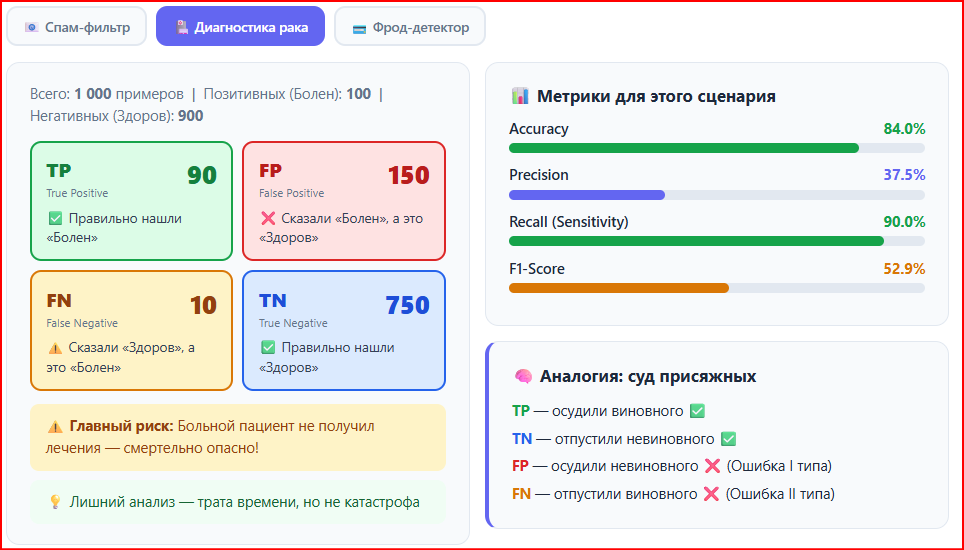 Спам-фильтр
Диагностика рака
Фрод-детектор
Всего: 1 000 примеров | Позитивных (Болен): 100 |
Негативных (Здоров): 900
TP 90
True Positive
✅ Правильно нашли
«Болен»
FP 150
False Positive
❌ Сказали «Болен», а это
«Здоров»
FN 10
False Negative
⚠️ Сказали «Здоров», а
это «Болен»
TN 750
True Negative
✅ Правильно нашли
«Здоров»
⚠️ Главный риск: Больной пациент не получил
лечения — смертельно опасно!
💡 Лишний анализ — трата времени, но не катастрофа
📊 Метрики для этого сценария
Accuracy 84.0%
Precision 37.5%
Recall (Sensitivity) 90.0%
F1-Score 52.9%
🧠 Аналогия: суд присяжных
TP — осудили виновного ✅
TN — отпустили невиновного ✅
FP — осудили невиновного ❌ (Ошибка I типа)
FN — отпустили виновного ❌ (Ошибка II типа)